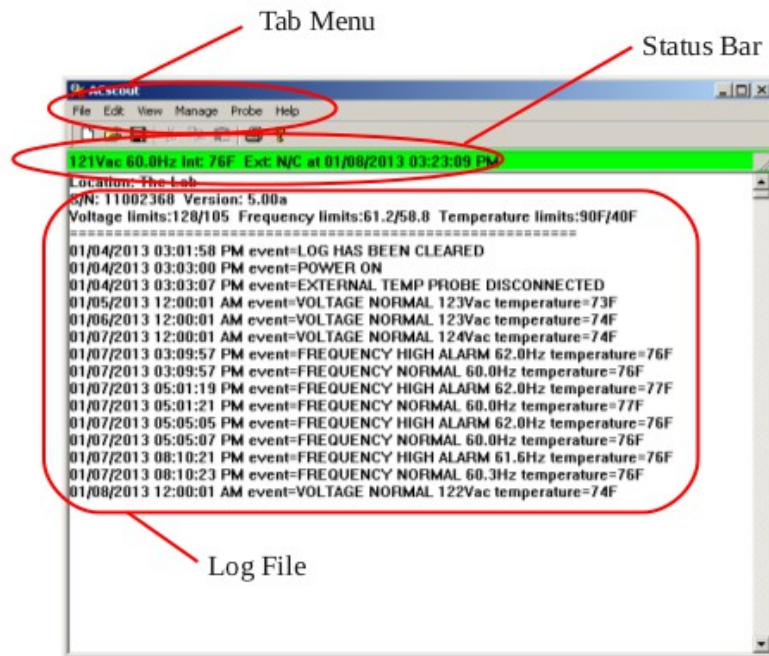 Tab Menu
Status Bar
ACscout
File Edit View Manage Probe Help
121Vac 60.0Hz Int: 76F Ext: N/C at 01/08/2013 03:23:09 PM
Location: The Lab
S/N: 11002368 Version: 5.00a
Voltage limits:128/105 Frequency limits:61.2/58.8 Temperature limits:90F/40F
============================================================
01/04/2013 03:01:58 PM event=LOG HAS BEEN CLEARED
01/04/2013 03:03:00 PM event=POWER ON
01/04/2013 03:03:07 PM event=EXTERNAL TEMP PROBE DISCONNECTED
01/05/2013 12:00:01 AM event=VOLTAGE NORMAL 123Vac temperature=73F
01/06/2013 12:00:01 AM event=VOLTAGE NORMAL 123Vac temperature=74F
01/07/2013 12:00:01 AM event=VOLTAGE NORMAL 124Vac temperature=74F
01/07/2013 03:09:57 PM event=FREQUENCY HIGH ALARM 62.0Hz temperature=76F
01/07/2013 03:09:57 PM event=FREQUENCY NORMAL 60.0Hz temperature=76F
01/07/2013 05:01:19 PM event=FREQUENCY HIGH ALARM 62.0Hz temperature=77F
01/07/2013 05:01:21 PM event=FREQUENCY NORMAL 60.0Hz temperature=77F
01/07/2013 05:05:05 PM event=FREQUENCY HIGH ALARM 62.0Hz temperature=76F
01/07/2013 05:05:07 PM event=FREQUENCY NORMAL 60.0Hz temperature=76F
01/07/2013 08:10:21 PM event=FREQUENCY HIGH ALARM 61.6Hz temperature=76F
01/07/2013 08:10:23 PM event=FREQUENCY NORMAL 60.3Hz temperature=76F
01/08/2013 12:00:01 AM event=VOLTAGE NORMAL 122Vac temperature=74F
Log File